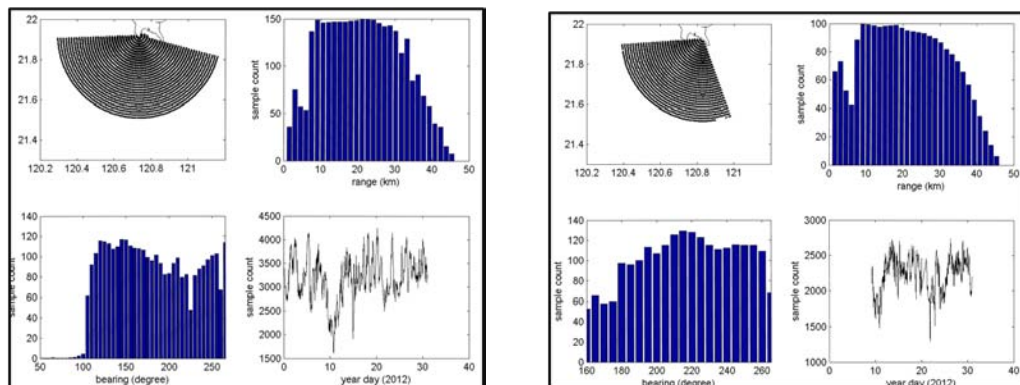 22
21.8
21.6
21.4
120.2 120.4 120.6 120.8 121
sample count
150
100
50
0
0 10 20 30 40 50
range (km)
sample count
140
120
100
80
60
40
20
0
50 100 150 200 250
bearing (degree)
sample count
4500
4000
3500
3000
2500
2000
1500
0 10 20 30 40
year day (2012)
22
21.8
21.6
21.4
120.2 120.4 120.6 120.8 121
sample count
100
80
60
40
20
0
0 10 20 30 40 50
range (km)
sample count
140
120
100
80
60
40
20
0
160 180 200 220 240 260
bearing (degree)
sample count
3000
2500
2000
1500
1000
0 10 20 30 40
year day (2012)